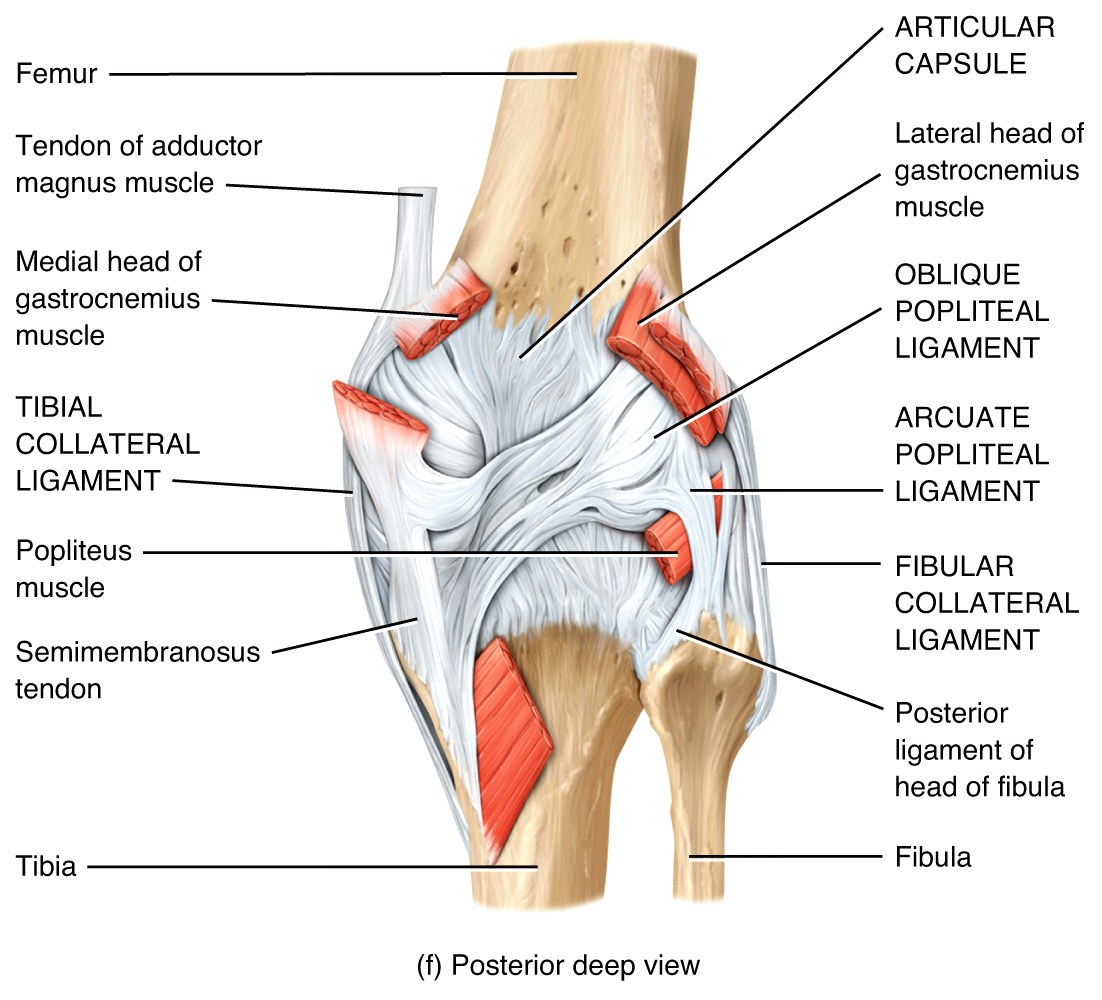 Femur
Tendon of adductor
magnus muscle
Medial head of
gastrocnemius
muscle
TIBIAL
COLLATERAL
LIGAMENT
Popliteus
muscle
Semimembranosus
tendon
Tibia
ARTICULAR
CAPSULE
Lateral head of
gastrocnemius
muscle
OBLIQUE
POPLITEAL
LIGAMENT
ARCUATE
POPLITEAL
LIGAMENT
FIBULAR
COLLATERAL
LIGAMENT
Posterior
ligament of
head of fibula
Fibula
(f) Posterior deep view